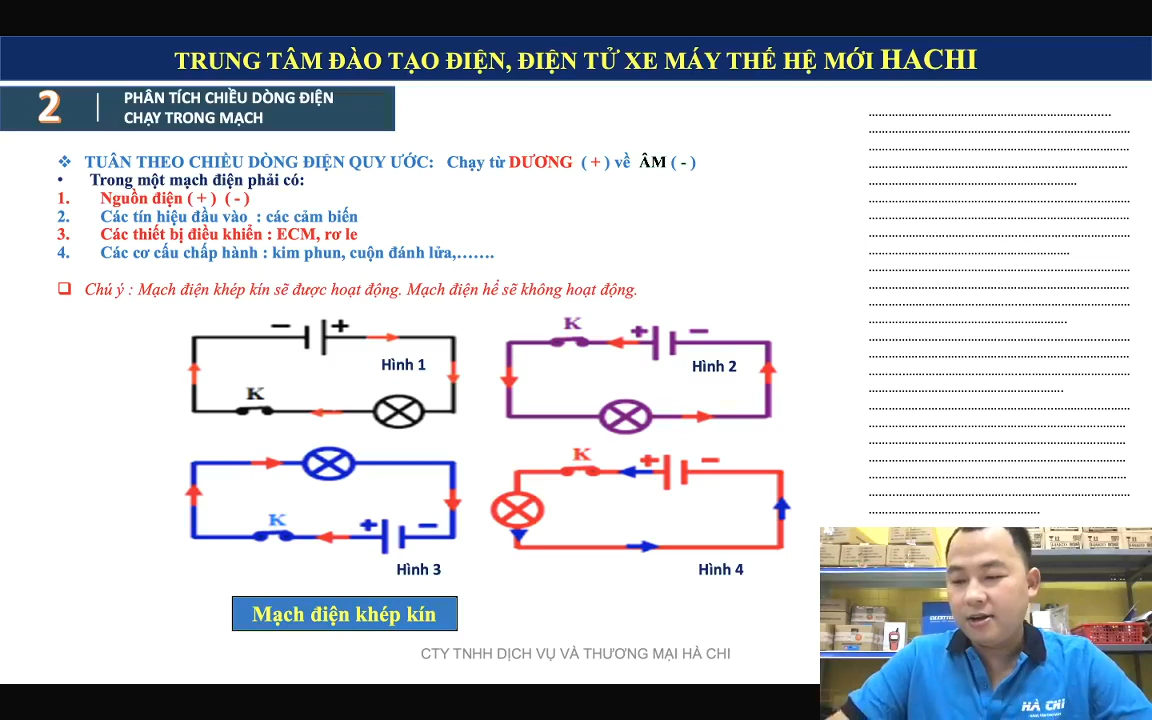 TRUNG TÂM ĐÀO TẠO ĐIỆN, ĐIỆN TỬ XE MÁY THẾ HỆ MỚI HACHI
2
PHÂN TÍCH CHIỀU DÒNG ĐIỆN
CHẠY TRONG MẠCH
❖ TUÂN THEO CHIỀU DÒNG ĐIỆN QUY ƯỚC: Chạy từ DƯƠNG ( + ) về ÂM ( - )
• Trong một mạch điện phải có:
1. Nguồn điện ( + ) ( - )
2. Các tín hiệu đầu vào : các cảm biến
3. Các thiết bị điều khiển : ECM, rơ le
4. Các cơ cấu chấp hành : kim phun, cuộn đánh lửa,…….
❑ Chú ý : Mạch điện khép kín sẽ được hoạt động. Mạch điện hể sẽ không hoạt động.
− +
Hình 1
K
K
+ −
Hình 2
K
+ −
Hình 3
K
+ −
Hình 4
Mạch điện khép kín
CTY TNHH DỊCH VỤ VÀ THƯƠNG MẠI HÀ CHI
HÀ CHI